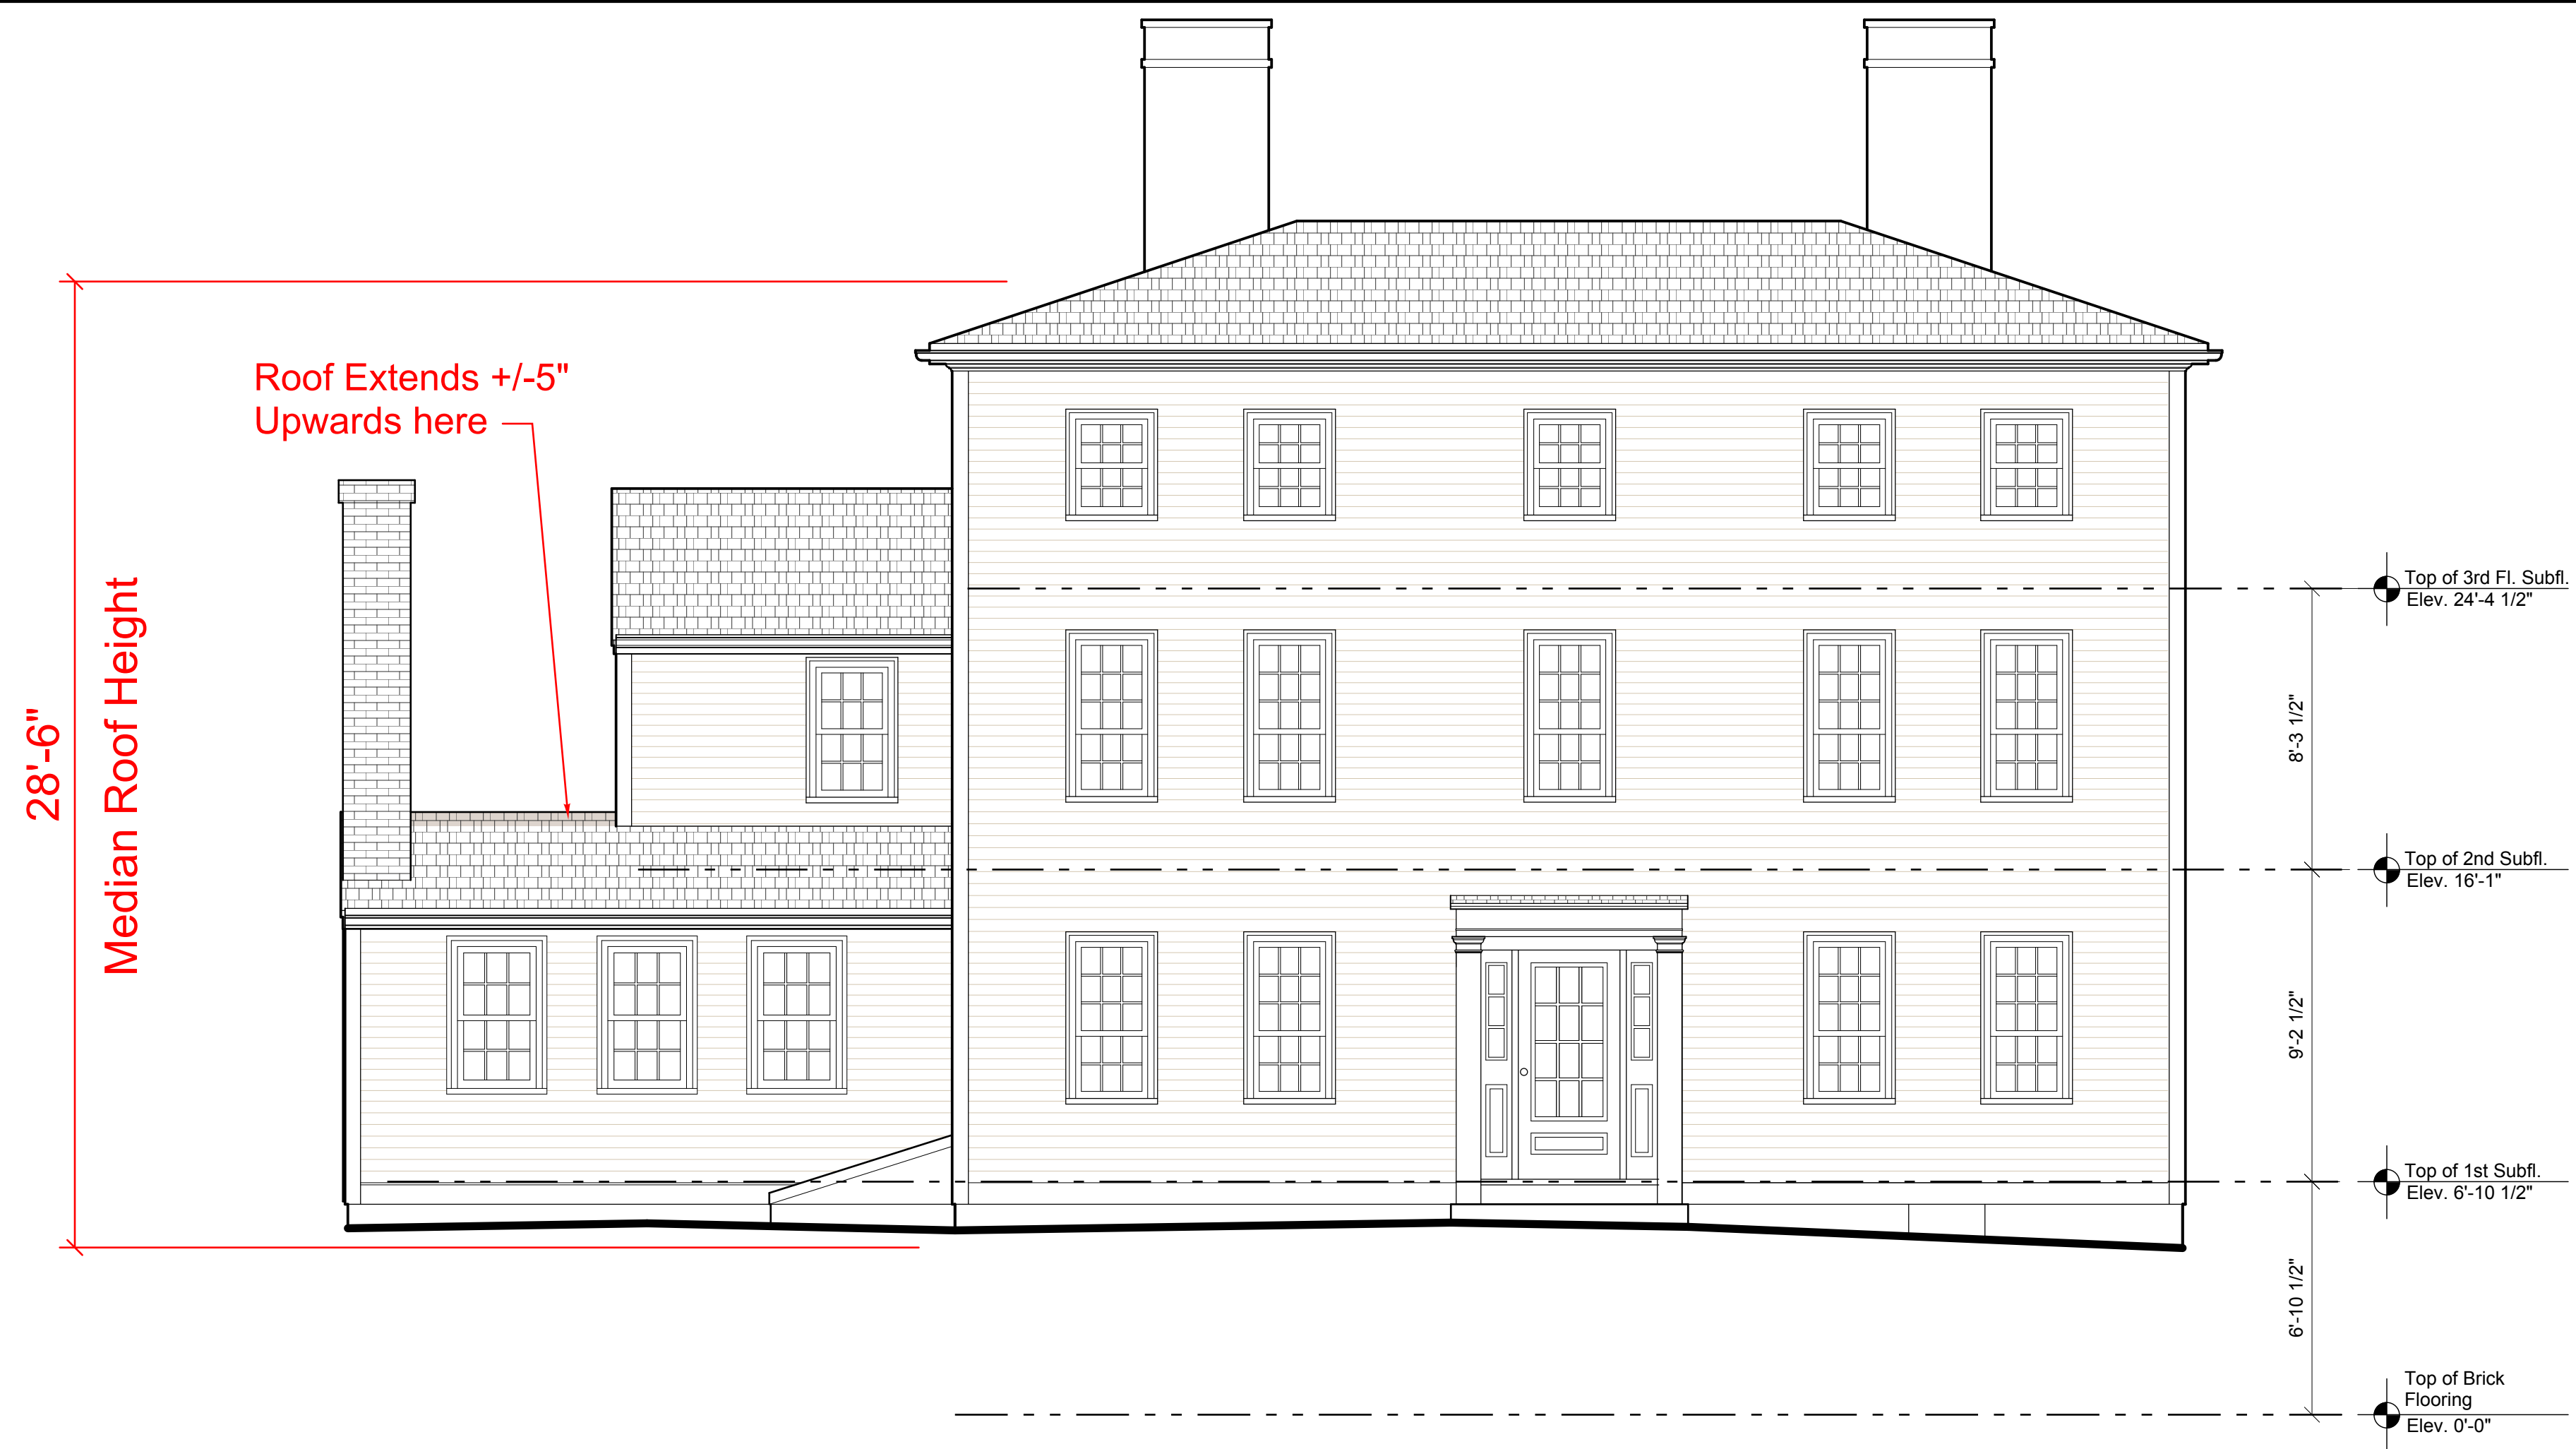 Roof Extends +/-5"
Upwards here
28'-6"
Median Roof Height
Top of 3rd Fl. Subfl.
Elev. 24'-4 1/2"
8'-3 1/2"
Top of 2nd Subfl.
Elev. 16'-1"
9'-2 1/2"
Top of 1st Subfl.
Elev. 6'-10 1/2"
6'-10 1/2"
Top of Brick
Flooring
Elev. 0'-0"